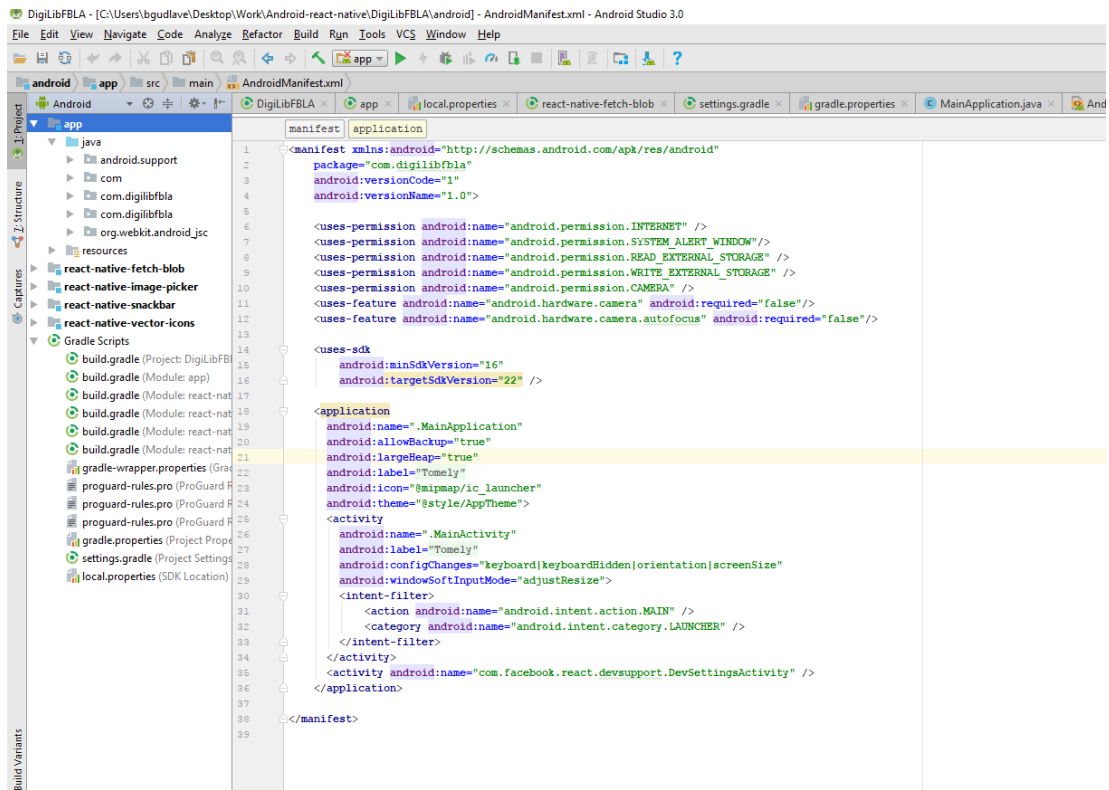 DigiLibFBLA - [C:\Users\bgudlave\Desktop\Work\Android-react-native\DigiLibFBLA\android] - AndroidManifest.xml - Android Studio 3.0
File Edit View Navigate Code Analyze Refactor Build Run Tools VCS Window Help
app
android app src main AndroidManifest.xml
Android
DigiLibFBLA app local.properties react-native-fetch-blob settings.gradle gradle.properties MainApplication.java And
1: Project
Z: Structure
Captures
Build Variants
app
java
android.support
com
com.digilibfbla
com.digilibfbla
org.webkit.android_jsc
resources
react-native-fetch-blob
react-native-image-picker
react-native-snackbar
react-native-vector-icons
Gradle Scripts
build.gradle (Project: DigiLibFBl
build.gradle (Module: app)
build.gradle (Module: react-nat
build.gradle (Module: react-nat
build.gradle (Module: react-nat
build.gradle (Module: react-nat
gradle-wrapper.properties (Grad
proguard-rules.pro (ProGuard R
proguard-rules.pro (ProGuard R
proguard-rules.pro (ProGuard R
gradle.properties (Project Prope
settings.gradle (Project Settings
local.properties (SDK Location)
manifest application
1 <manifest xmlns:android="http://schemas.android.com/apk/res/android"
2 package="com.digilibfbla"
3 android:versionCode="1"
4 android:versionName="1.0">
5
6 <uses-permission android:name="android.permission.INTERNET" />
7 <uses-permission android:name="android.permission.SYSTEM_ALERT_WINDOW"/>
8 <uses-permission android:name="android.permission.READ_EXTERNAL_STORAGE" />
9 <uses-permission android:name="android.permission.WRITE_EXTERNAL_STORAGE" />
10 <uses-permission android:name="android.permission.CAMERA" />
11 <uses-feature android:name="android.hardware.camera" android:required="false"/>
12 <uses-feature android:name="android.hardware.camera.autofocus" android:required="false"/>
13
14 <uses-sdk
15 android:minSdkVersion="16"
16 android:targetSdkVersion="22" />
17
18 <application
19 android:name=".MainApplication"
20 android:allowBackup="true"
21 android:largeHeap="true"
22 android:label="Tomely"
23 android:icon="@mipmap/ic_launcher"
24 android:theme="@style/AppTheme">
25 <activity
26 android:name=".MainActivity"
27 android:label="Tomely"
28 android:configChanges="keyboard|keyboardHidden|orientation|screenSize"
29 android:windowSoftInputMode="adjustResize">
30 <intent-filter>
31 <action android:name="android.intent.action.MAIN" />
32 <category android:name="android.intent.category.LAUNCHER" />
33 </intent-filter>
34 </activity>
35 <activity android:name="com.facebook.react.devsupport.DevSettingsActivity" />
36 </application>
37
38 </manifest>
39